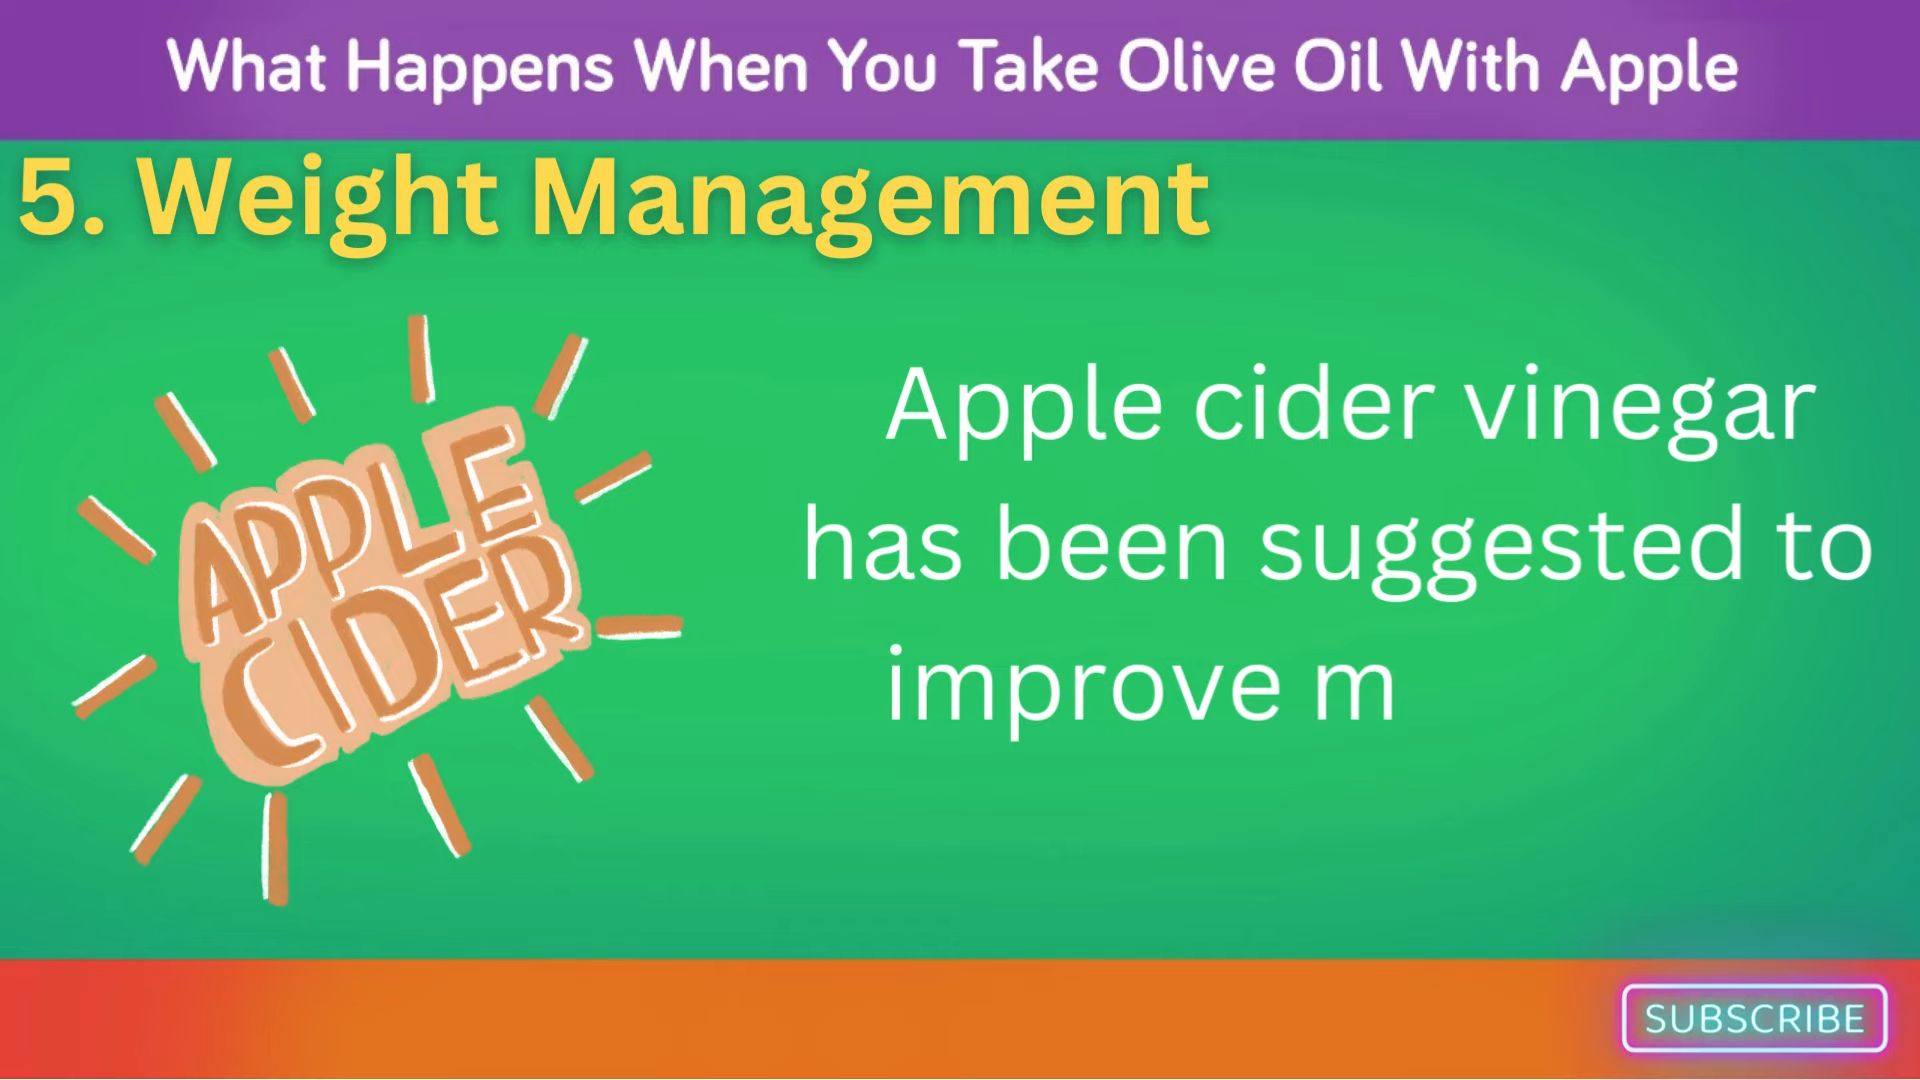 What Happens When You Take Olive Oil With Apple
5. Weight Management
APPLE
CIDER
Apple cider vinegar
has been suggested to
improve m
SUBSCRIBE